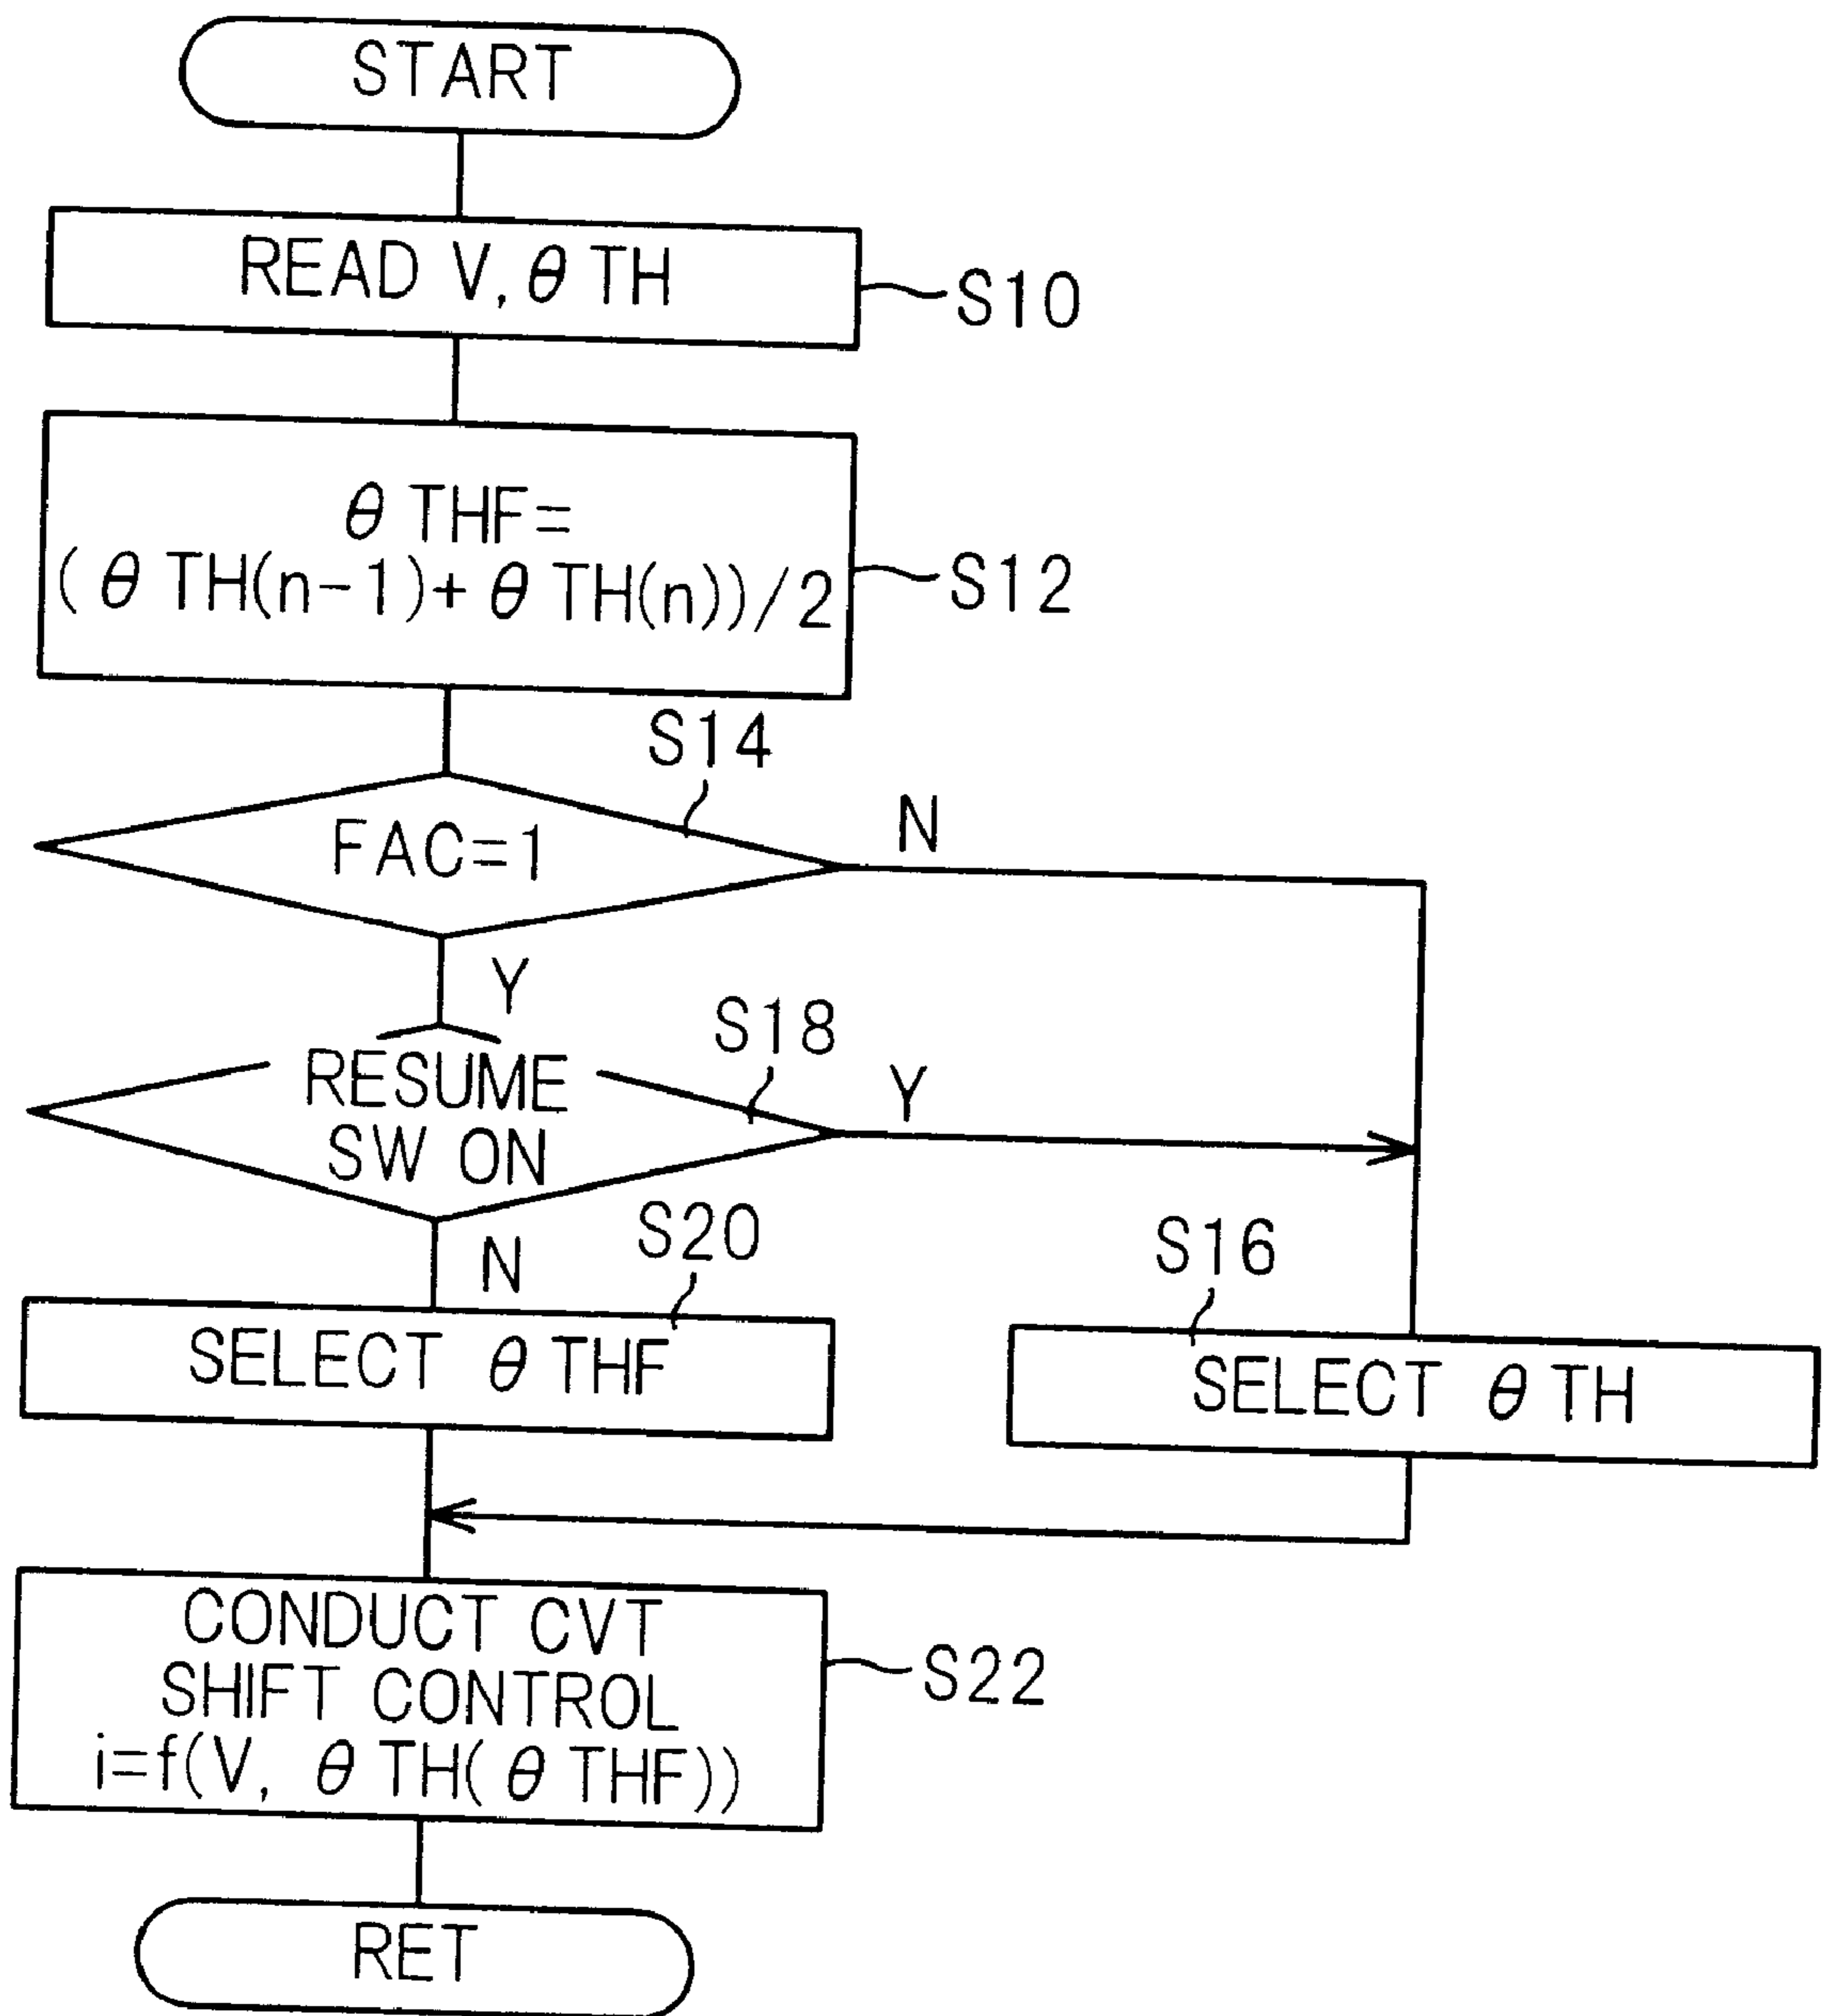 START
READ V, θ TH
S10
θ THF=
(θ TH(n-1)+ θ TH(n))/2
S12
S14
FAC=1
N
Y
S18
RESUME
SW ON
Y
N
S20
SELECT θ THF
S16
SELECT θ TH
CONDUCT CVT
SHIFT CONTROL
i=f(V, θ TH(θ THF))
S22
RET